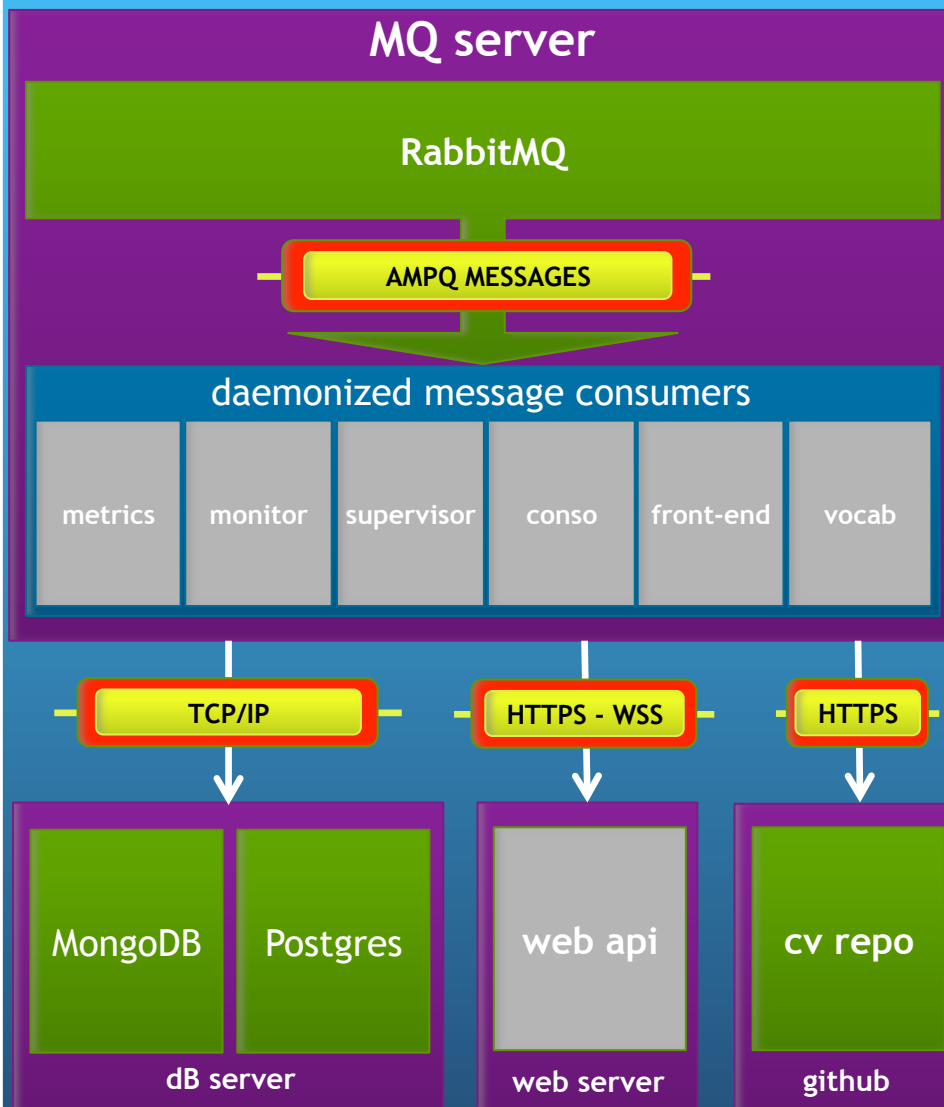 MQ server
RabbitMQ
AMPQ MESSAGES
daemonized message consumers
metrics
monitor
supervisor
conso
front-end
vocab
TCP/IP
HTTPS - WSS
HTTPS
MongoDB
Postgres
web api
cv repo
dB server
web server
github